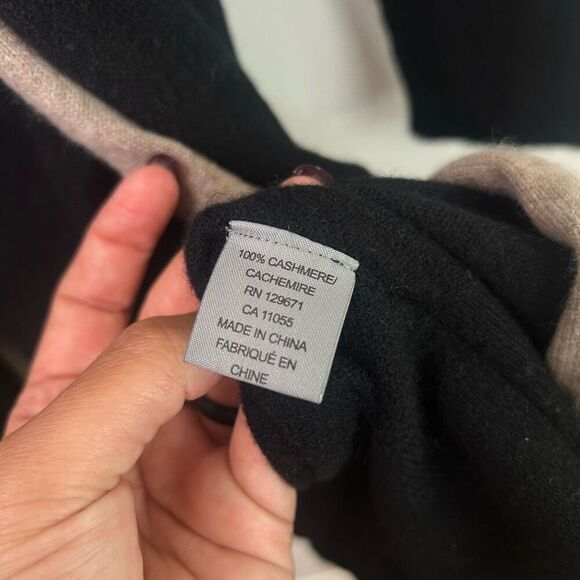 100% CASHMERE/
CACHEMIRE
RN 129671
CA 11055
MADE IN CHINA
FABRIQUÉ EN
CHINE